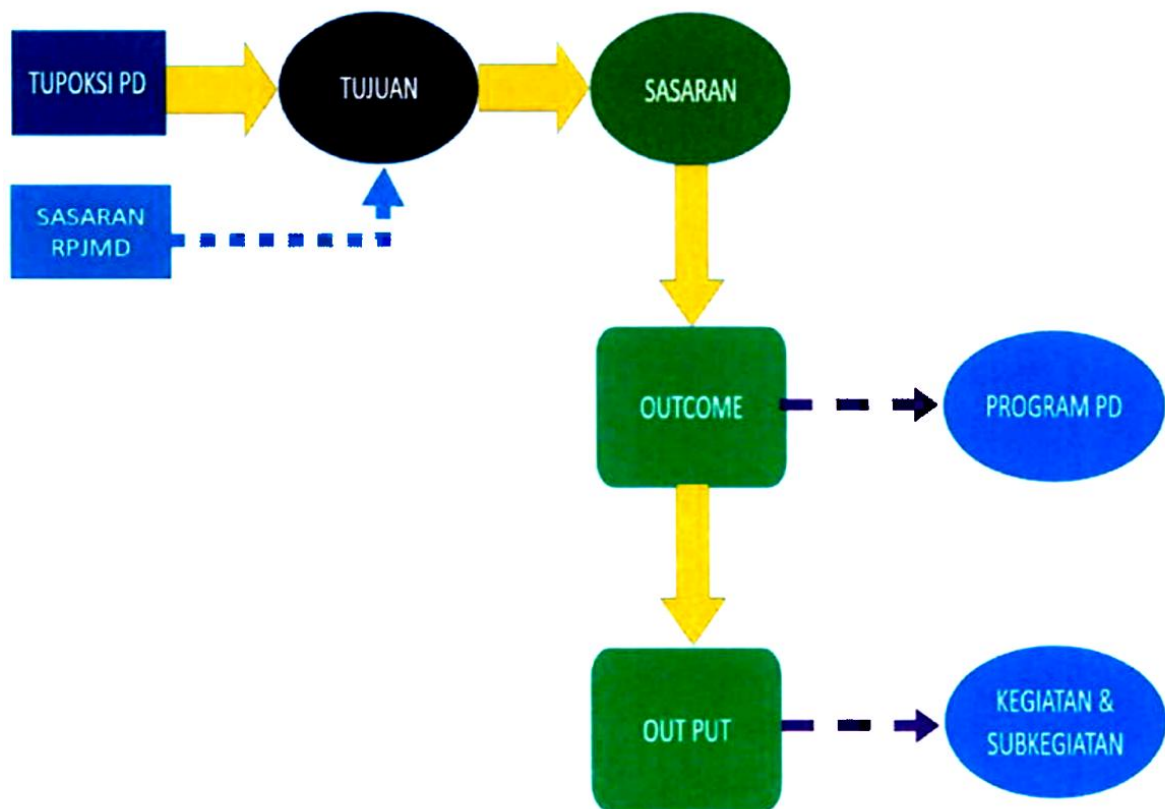 TUPOKSI PD
TUJUAN
SASARAN
SASARAN
RPJMD
OUTCOME
PROGRAM PD
OUT PUT
KEGIATAN &
SUBKEGIATAN